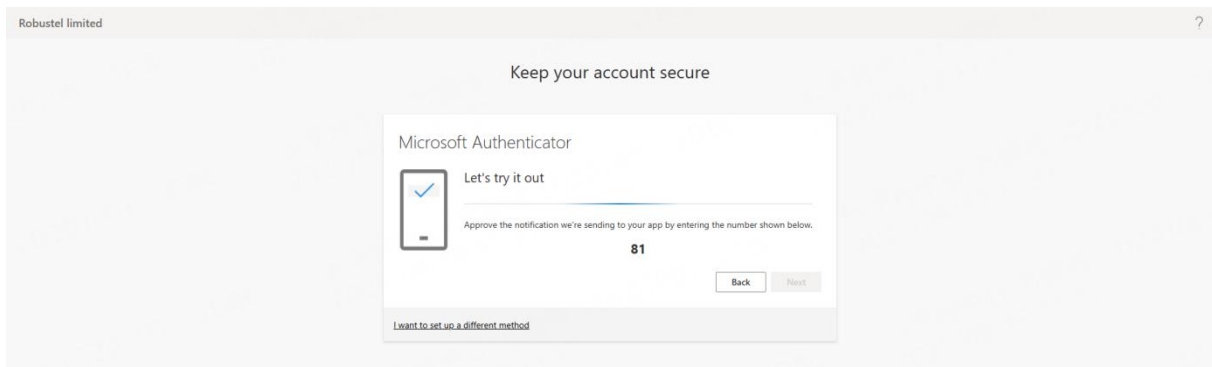 Robustel limited
?
Keep your account secure
Microsoft Authenticator
Let's try it out
Approve the notification we're sending to your app by entering the number shown below.
81
Back
Next
I want to set up a different method